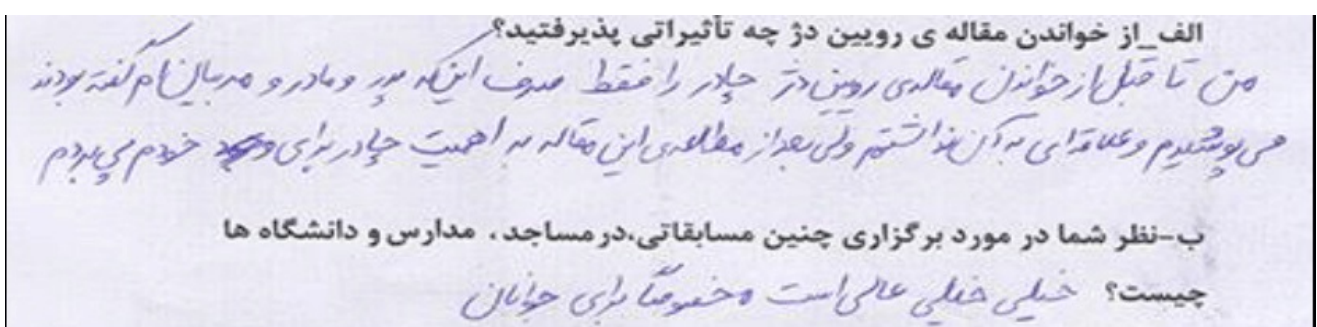 الف_از خواندن مقاله ی رویین دژ چه تأثیراتی پذیرفتید؟
من تا قبل از خواندن مقاله‌ی رویین دژ چادر را فقط صرف اینکه پدر و مادر و مربیان ام گفته بودند
می پوشیدم و علاقه ای به آن نداشتم ولی بعد از مطالعه‌ی این مقاله به اهمیت چادر برای خودم پی بردم
ب-نظر شما در مورد برگزاری چنین مسابقاتی،در مساجد ، مدارس و دانشگاه ها
چیست؟ خیلی خیلی عالی است مخصوصاً برای جوانان